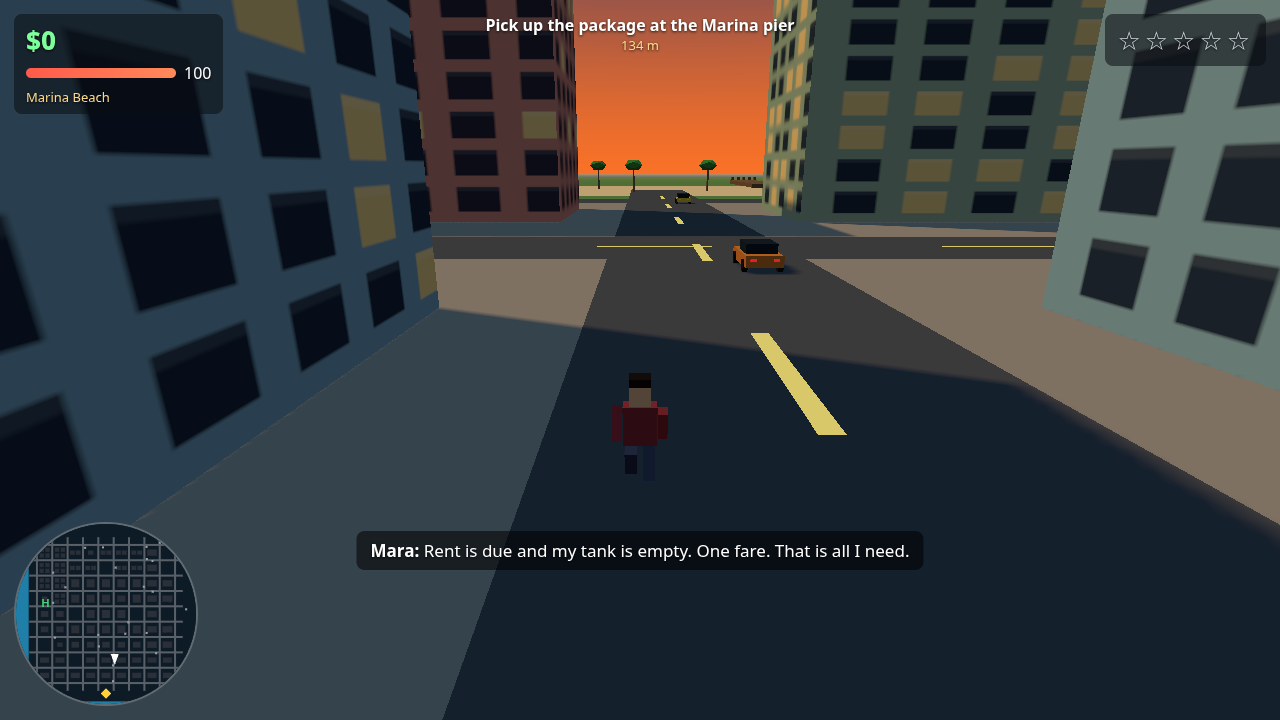 $0
100
Marina Beach
Pick up the package at the Marina pier
134 m
Mara: Rent is due and my tank is empty. One fare. That is all I need.
H